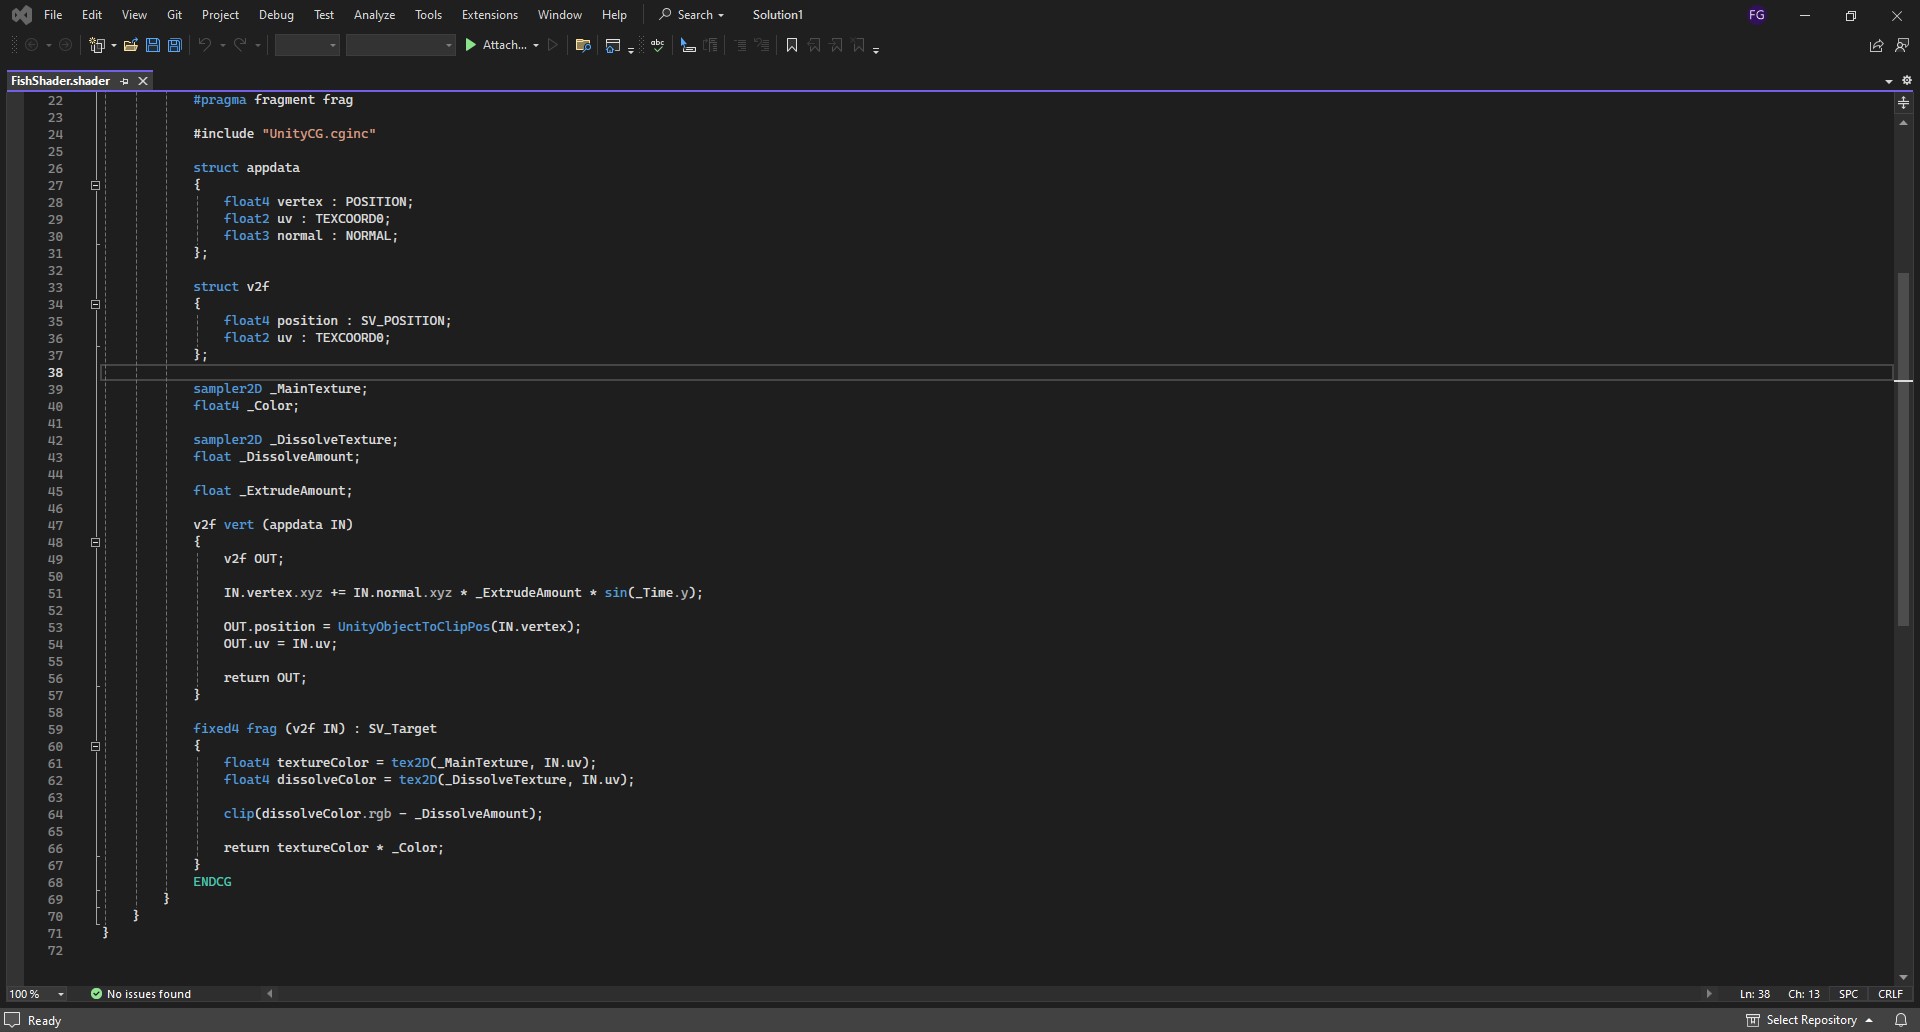 File Edit View Git Project Debug Test Analyze Tools Extensions Window Help Search Solution1 FG
Attach... abc
FishShader.shader
22 #pragma fragment frag
23
24 #include "UnityCG.cginc"
25
26 struct appdata
27 {
28 float4 vertex : POSITION;
29 float2 uv : TEXCOORD0;
30 float3 normal : NORMAL;
31 };
32
33 struct v2f
34 {
35 float4 position : SV_POSITION;
36 float2 uv : TEXCOORD0;
37 };
38
39 sampler2D _MainTexture;
40 float4 _Color;
41
42 sampler2D _DissolveTexture;
43 float _DissolveAmount;
44
45 float _ExtrudeAmount;
46
47 v2f vert (appdata IN)
48 {
49 v2f OUT;
50
51 IN.vertex.xyz += IN.normal.xyz * _ExtrudeAmount * sin(_Time.y);
52
53 OUT.position = UnityObjectToClipPos(IN.vertex);
54 OUT.uv = IN.uv;
55
56 return OUT;
57 }
58
59 fixed4 frag (v2f IN) : SV_Target
60 {
61 float4 textureColor = tex2D(_MainTexture, IN.uv);
62 float4 dissolveColor = tex2D(_DissolveTexture, IN.uv);
63
64 clip(dissolveColor.rgb - _DissolveAmount);
65
66 return textureColor * _Color;
67 }
68 ENDCG
69 }
70 }
71 }
72
100 % No issues found Ln: 38 Ch: 13 SPC CRLF
Ready Select Repository